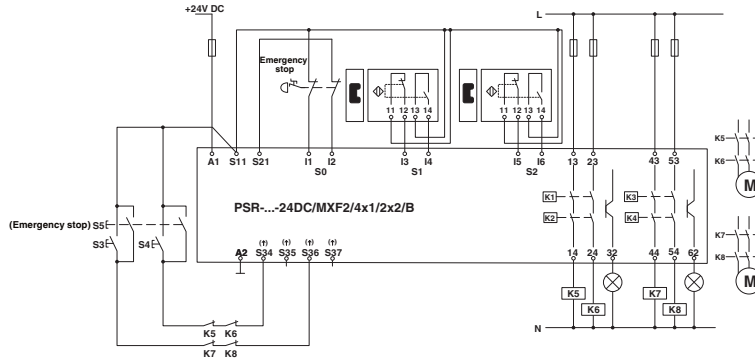 +24V DC
L
Emergency
stop
11 12 13 14
11 12 13 14
A1 S11 S21 I1 I2 I3 I4 I5 I6 13 23 43 53
S0 S1 S2
K5
K6
M
K1 K3
K2 K4
PSR-...-24DC/MXF2/4x1/2x2/B
(Emergency stop) S5
S3 S4
K7
K8
M
(↑) (↑) (↑) (↑)
A2 S34 S35 S36 S37 14 24 32 44 54 62
K5 K7
K6 K8
K5 K6
K7 K8
N